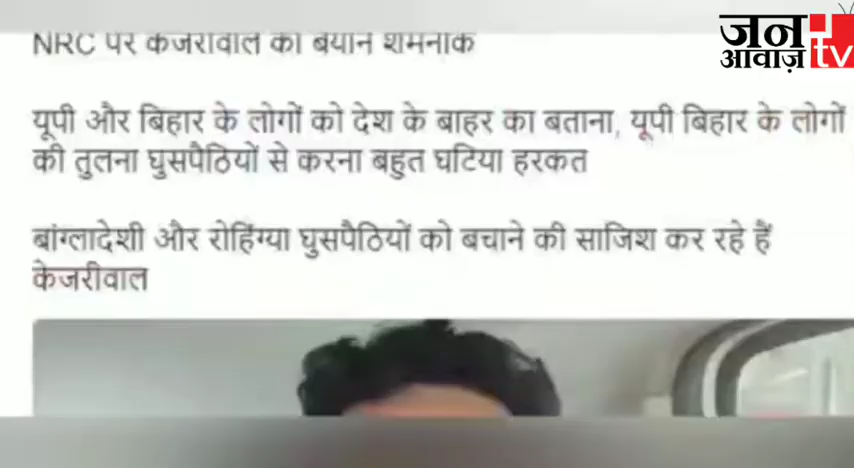 जन
आवाज़ tv
NRC पर केजरीवाल का बयान शर्मनाक
यूपी और बिहार के लोगों को देश के बाहर का बताना, यूपी बिहार के लोगों
की तुलना घुसपैठियों से करना बहुत घटिया हरकत
बांग्लादेशी और रोहिंग्या घुसपैठियों को बचाने की साजिश कर रहे हैं
केजरीवाल